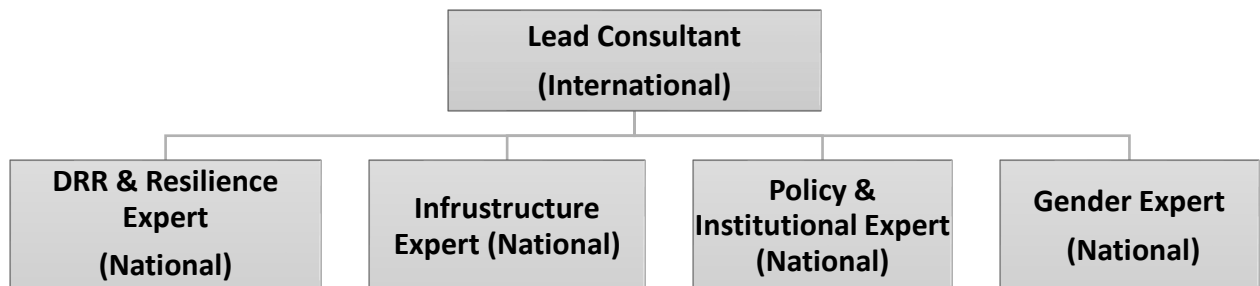 Lead Consultant
(International)
DRR & Resilience
Expert
(National)
Infrustructure
Expert (National)
Policy &
Institutional Expert
(National)
Gender Expert
(National)